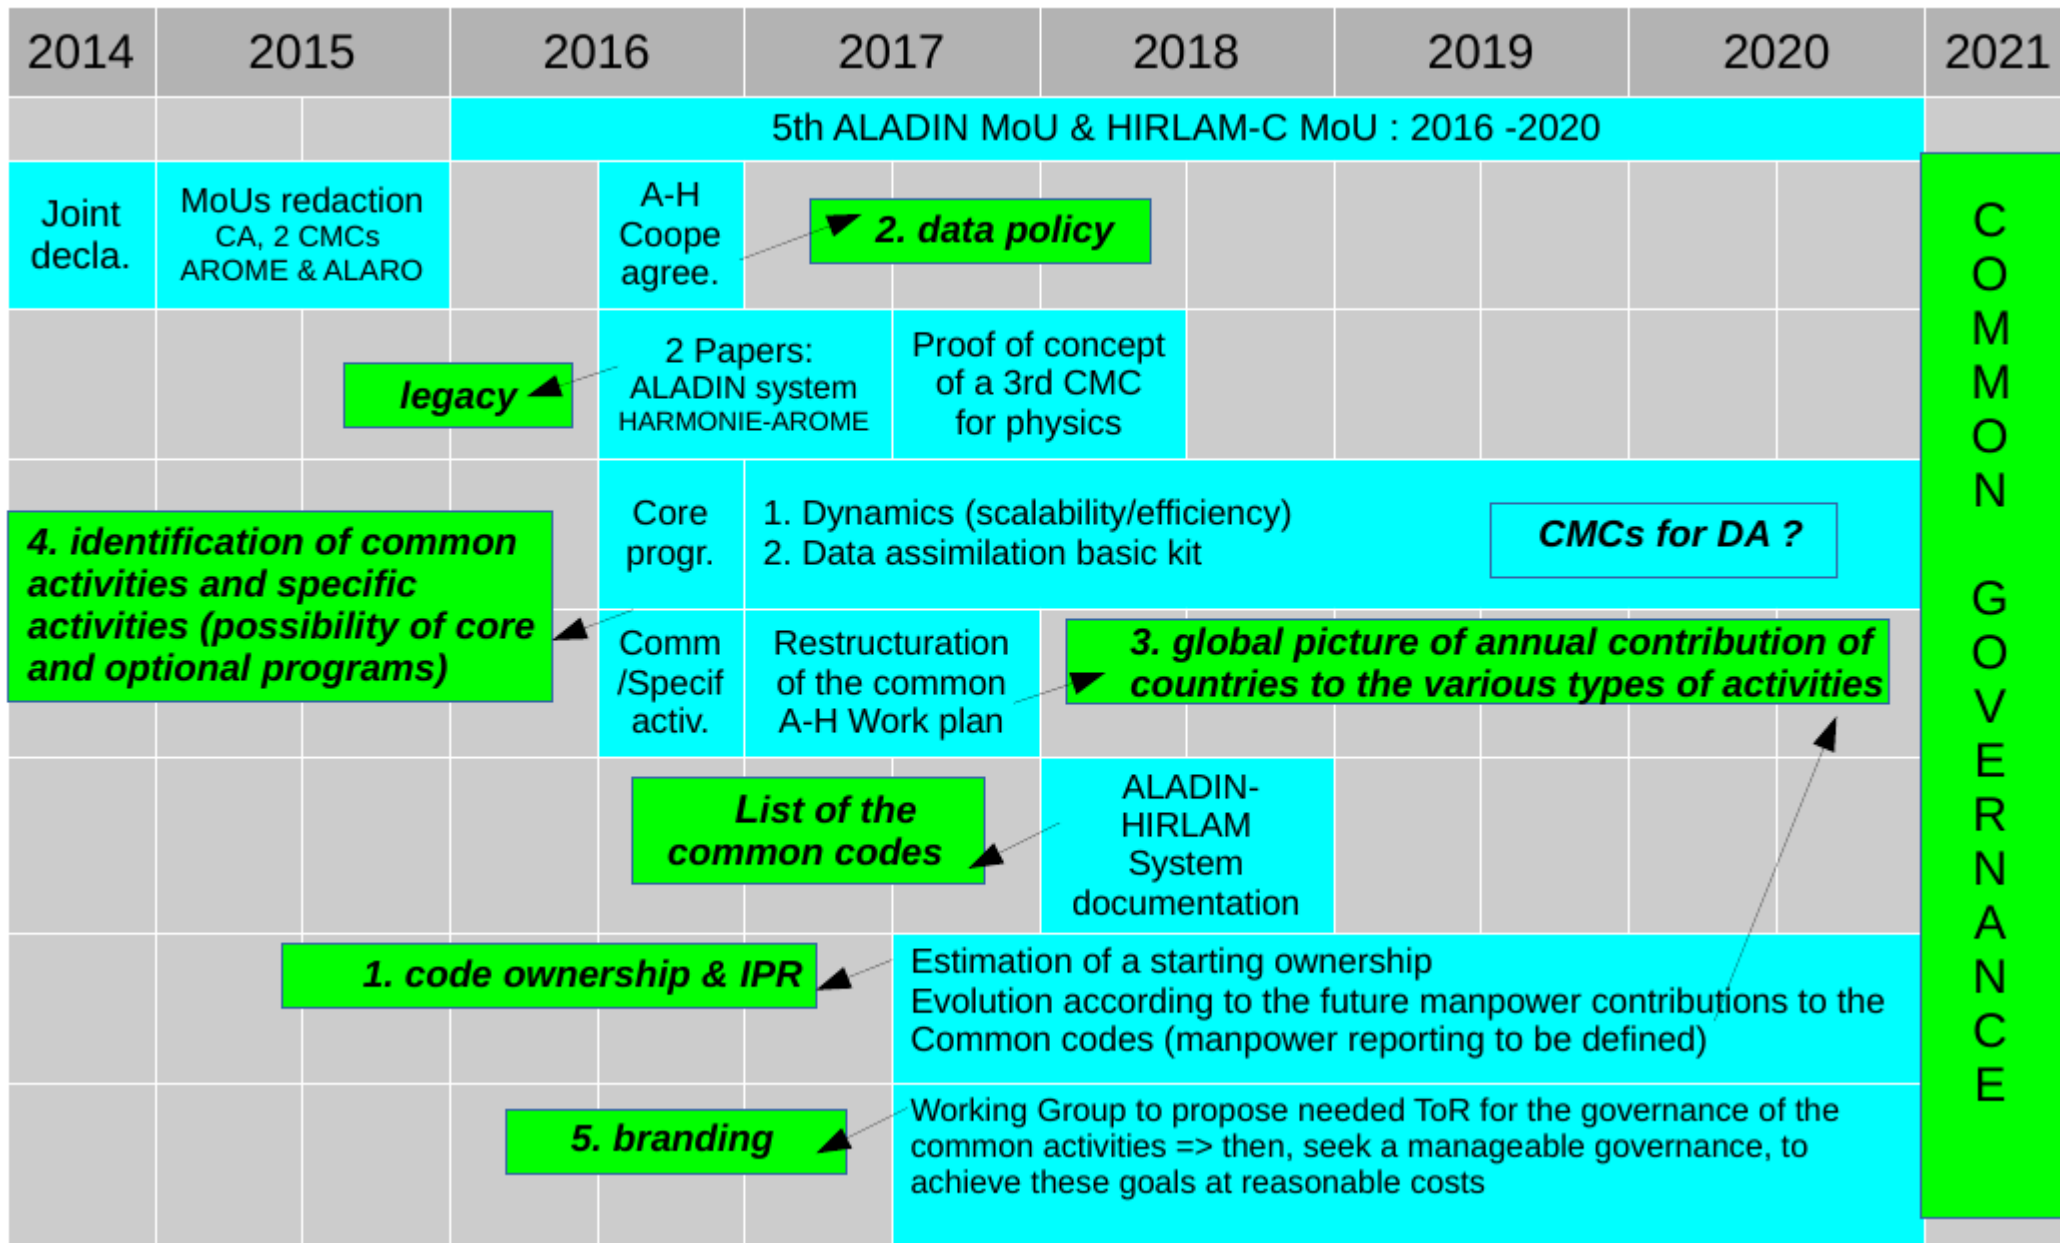 2014 2015 2016 2017 2018 2019 2020 2021
5th ALADIN MoU & HIRLAM-C MoU : 2016 -2020
Joint
decla.
MoUs redaction
CA, 2 CMCs
AROME & ALARO
A-H
Coope
agree.
2. data policy
legacy
2 Papers:
ALADIN system
HARMONIE-AROME
Proof of concept
of a 3rd CMC
for physics
4. identification of common
activities and specific
activities (possibility of core
and optional programs)
Core
progr.
1. Dynamics (scalability/efficiency)
2. Data assimilation basic kit
CMCs for DA ?
Comm
/Specif
activ.
Restructuration
of the common
A-H Work plan
3. global picture of annual contribution of
countries to the various types of activities
List of the
common codes
ALADIN-
HIRLAM
System
documentation
1. code ownership & IPR
Estimation of a starting ownership
Evolution according to the future manpower contributions to the
Common codes (manpower reporting to be defined)
5. branding
Working Group to propose needed ToR for the governance of the
common activities => then, seek a manageable governance, to
achieve these goals at reasonable costs
C
O
M
M
O
N
G
O
V
E
R
N
A
N
C
E